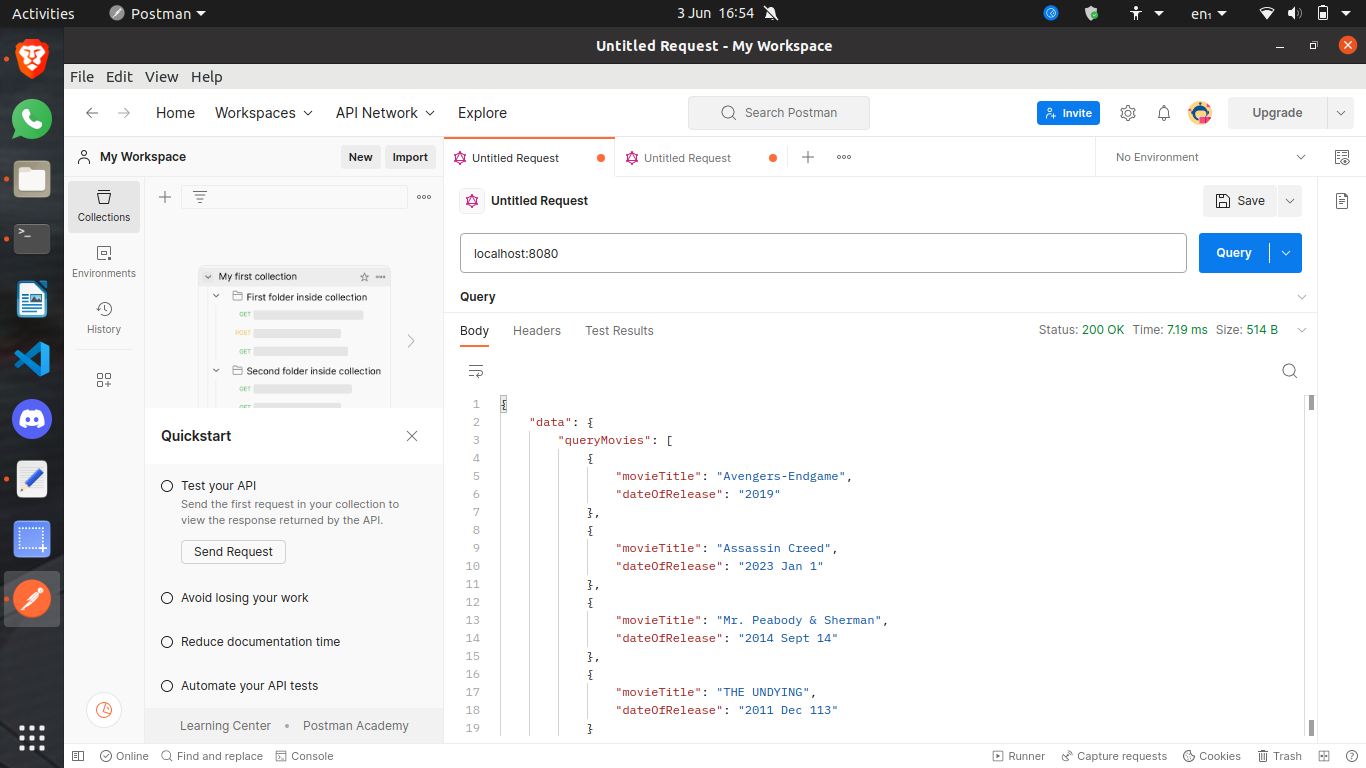 Activities Postman 3 Jun 16:54 en₁
Untitled Request - My Workspace
File Edit View Help
Home Workspaces API Network Explore Search Postman Invite Upgrade
My Workspace New Import Untitled Request Untitled Request No Environment
Collections
Environments
History
My first collection
First folder inside collection
GET
POST
GET
Second folder inside collection
GET
GET
Quickstart
Test your API
Send the first request in your collection to
view the response returned by the API.
Send Request
Avoid losing your work
Reduce documentation time
Automate your API tests
Learning Center • Postman Academy
Untitled Request Save
localhost:8080 Query
Query
Body Headers Test Results Status: 200 OK Time: 7.19 ms Size: 514 B
1 {
2 "data": {
3 "queryMovies": [
4 {
5 "movieTitle": "Avengers-Endgame",
6 "dateOfRelease": "2019"
7 },
8 {
9 "movieTitle": "Assassin Creed",
10 "dateOfRelease": "2023 Jan 1"
11 },
12 {
13 "movieTitle": "Mr. Peabody & Sherman",
14 "dateOfRelease": "2014 Sept 14"
15 },
16 {
17 "movieTitle": "THE UNDYING",
18 "dateOfRelease": "2011 Dec 113"
19 }
Online Find and replace Console Runner Capture requests Cookies Trash